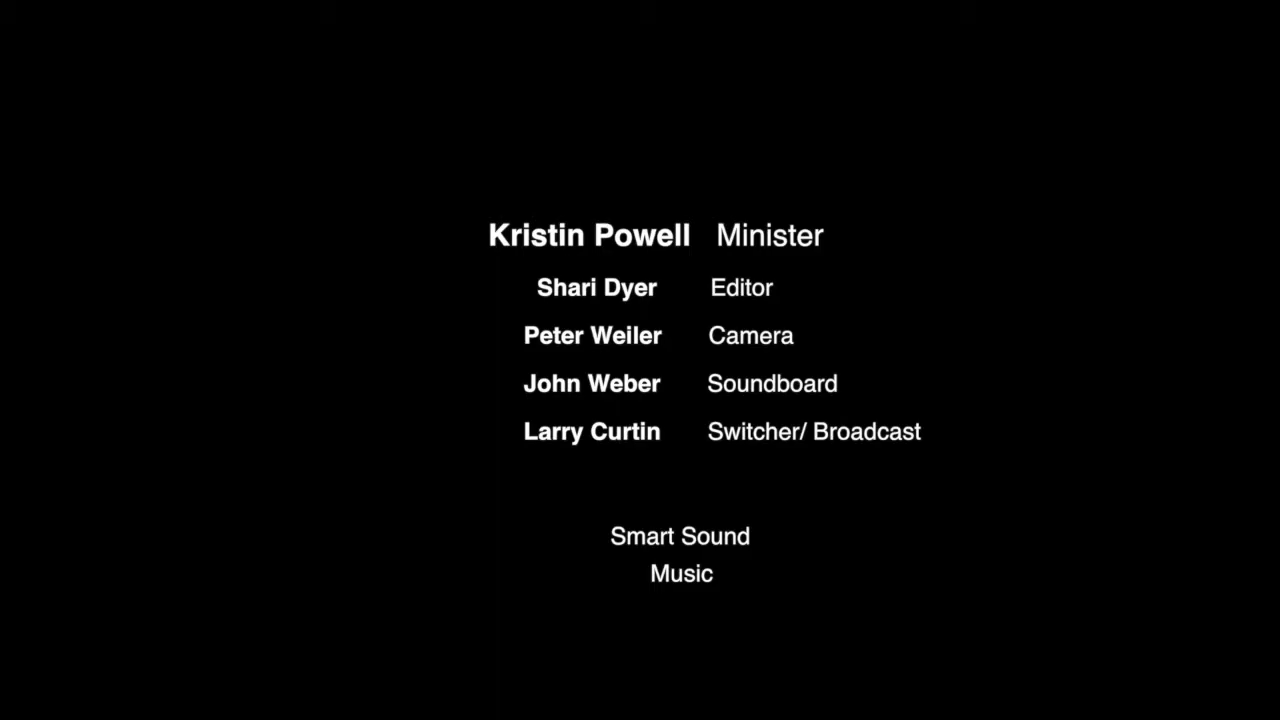 Kristin Powell Minister
Shari Dyer Editor
Peter Weiler Camera
John Weber Soundboard
Larry Curtin Switcher/ Broadcast
Smart Sound
Music